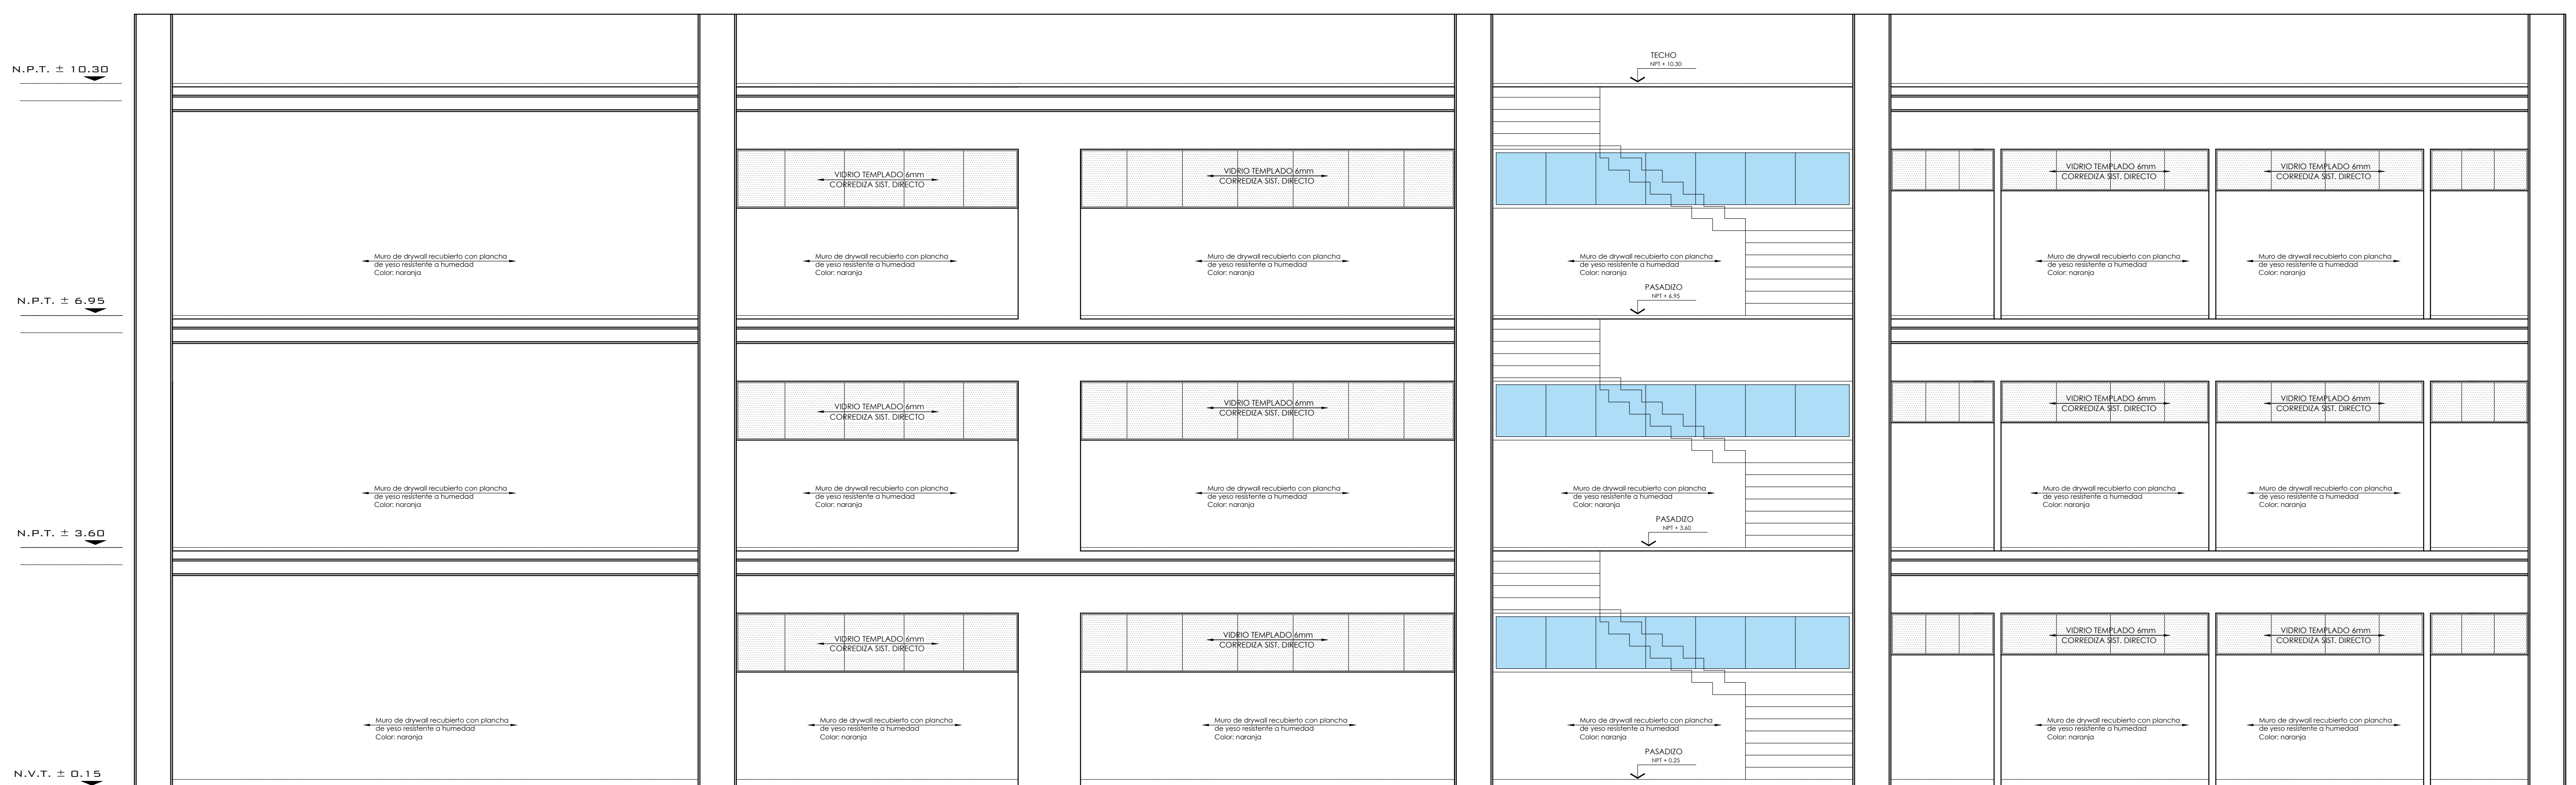 TECHO
NPT + 10.30
N.P.T. ± 10.30
VIDRIO TEMPLADO 6mm
CORREDIZA SIST. DIRECTO
VIDRIO TEMPLADO 6mm
CORREDIZA SIST. DIRECTO
VIDRIO TEMPLADO 6mm
CORREDIZA SIST. DIRECTO
VIDRIO TEMPLADO 6mm
CORREDIZA SIST. DIRECTO
Muro de drywall recubierto con plancha
de yeso resistente a humedad
Color: naranja
Muro de drywall recubierto con plancha
de yeso resistente a humedad
Color: naranja
Muro de drywall recubierto con plancha
de yeso resistente a humedad
Color: naranja
Muro de drywall recubierto con plancha
de yeso resistente a humedad
Color: naranja
Muro de drywall recubierto con plancha
de yeso resistente a humedad
Color: naranja
Muro de drywall recubierto con plancha
de yeso resistente a humedad
Color: naranja
PASADIZO
NPT + 6.95
N.P.T. ± 6.95
VIDRIO TEMPLADO 6mm
CORREDIZA SIST. DIRECTO
VIDRIO TEMPLADO 6mm
CORREDIZA SIST. DIRECTO
VIDRIO TEMPLADO 6mm
CORREDIZA SIST. DIRECTO
VIDRIO TEMPLADO 6mm
CORREDIZA SIST. DIRECTO
Muro de drywall recubierto con plancha
de yeso resistente a humedad
Color: naranja
Muro de drywall recubierto con plancha
de yeso resistente a humedad
Color: naranja
Muro de drywall recubierto con plancha
de yeso resistente a humedad
Color: naranja
Muro de drywall recubierto con plancha
de yeso resistente a humedad
Color: naranja
Muro de drywall recubierto con plancha
de yeso resistente a humedad
Color: naranja
Muro de drywall recubierto con plancha
de yeso resistente a humedad
Color: naranja
PASADIZO
NPT + 3.60
N.P.T. ± 3.60
VIDRIO TEMPLADO 6mm
CORREDIZA SIST. DIRECTO
VIDRIO TEMPLADO 6mm
CORREDIZA SIST. DIRECTO
VIDRIO TEMPLADO 6mm
CORREDIZA SIST. DIRECTO
VIDRIO TEMPLADO 6mm
CORREDIZA SIST. DIRECTO
Muro de drywall recubierto con plancha
de yeso resistente a humedad
Color: naranja
Muro de drywall recubierto con plancha
de yeso resistente a humedad
Color: naranja
Muro de drywall recubierto con plancha
de yeso resistente a humedad
Color: naranja
Muro de drywall recubierto con plancha
de yeso resistente a humedad
Color: naranja
Muro de drywall recubierto con plancha
de yeso resistente a humedad
Color: naranja
Muro de drywall recubierto con plancha
de yeso resistente a humedad
Color: naranja
PASADIZO
NPT + 0.25
N.V.T. ± 0.15